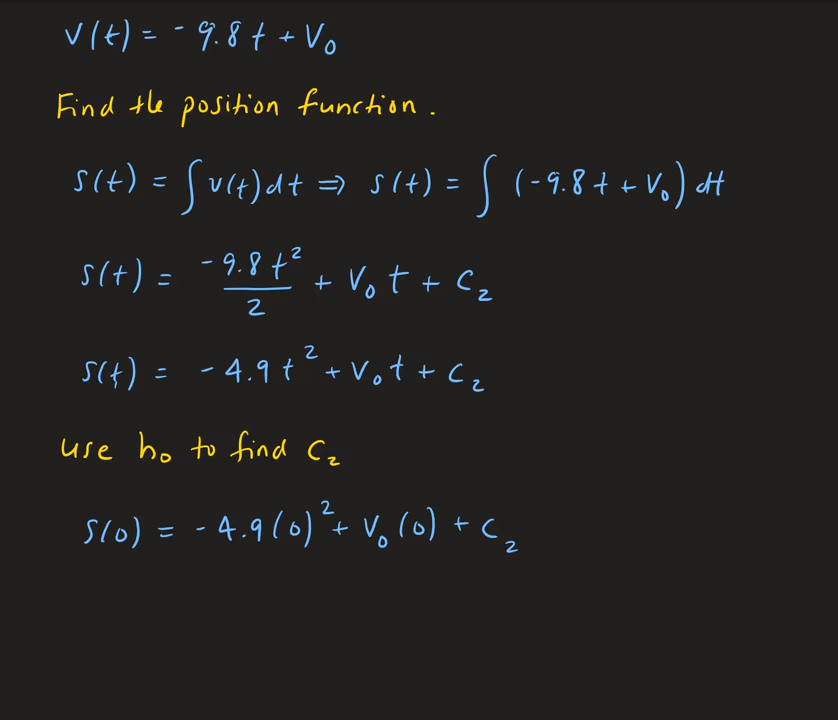 v(t) = -9.8t + V₀
Find the position function.
s(t) = ∫v(t)dt ⇒ s(t) = ∫(-9.8t + V₀)dt
s(t) = -9.8t²/2 + V₀t + C₂
s(t) = -4.9t² + V₀t + C₂
use h₀ to find C₂
s(0) = -4.9(0)² + V₀(0) + C₂